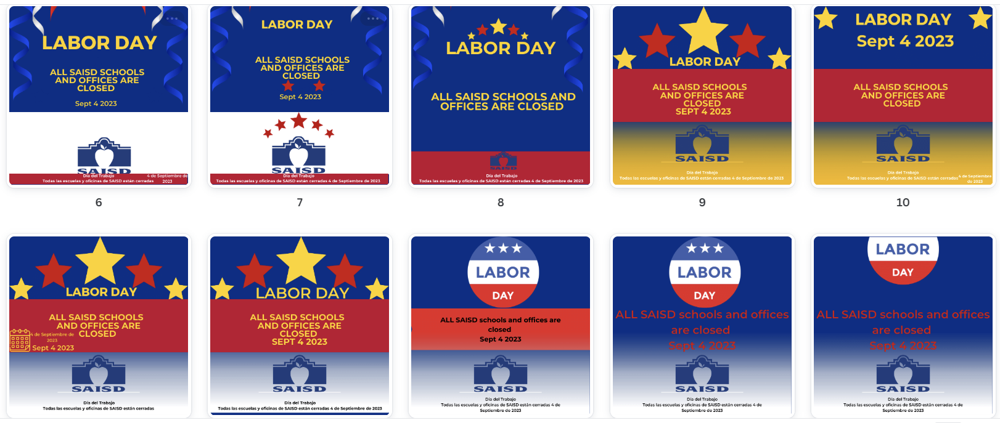 LABOR DAY
ALL SAISD SCHOOLS
AND OFFICES ARE
CLOSED
Sept 4 2023
SAISD
Día del Trabajo
Todas las escuelas y oficinas de SAISD están cerradas
4 de Septiembre de
2023
6
LABOR DAY
ALL SAISD SCHOOLS
AND OFFICES ARE
CLOSED
Sept 4 2023
SAISD
Día del Trabajo
Todas las escuelas y oficinas de SAISD están cerradas 4 de Septiembre de 2023
7
LABOR DAY
ALL SAISD SCHOOLS AND
OFFICES ARE CLOSED
SAISD
Día del Trabajo
Todas las escuelas y oficinas de SAISD están cerradas 4 de Septiembre de 2023
8
LABOR DAY
ALL SAISD SCHOOLS
AND OFFICES ARE
CLOSED
SEPT 4 2023
SAISD
Día del Trabajo
Todas las escuelas y oficinas de SAISD están cerradas 4 de Septiembre de 2023
9
LABOR DAY
Sept 4 2023
ALL SAISD SCHOOLS
AND OFFICES ARE
CLOSED
SAISD
Día del Trabajo
Todas las escuelas y oficinas de SAISD están cerradas
4 de Septiembre
de 2023
10
LABOR DAY
ALL SAISD SCHOOLS
AND OFFICES ARE
CLOSED
4 de Septiembre de
2023
Sept 4 2023
SAISD
Día del Trabajo
Todas las escuelas y oficinas de SAISD están cerradas
LABOR DAY
ALL SAISD SCHOOLS
AND OFFICES ARE
CLOSED
SEPT 4 2023
SAISD
Día del Trabajo
Todas las escuelas y oficinas de SAISD están cerradas 4 de Septiembre de 2023
LABOR
DAY
ALL SAISD schools and offices are
closed
Sept 4 2023
SAISD
Día del Trabajo
Todas las escuelas y oficinas de SAISD están cerradas 4 de
Septiembre de 2023
LABOR
DAY
ALL SAISD schools and offices
are closed
Sept 4 2023
SAISD
Día del Trabajo
Todas las escuelas y oficinas de SAISD están cerradas 4 de
Septiembre de 2023
LABOR
DAY
ALL SAISD schools and offices
are closed
Sept 4 2023
SAISD
Día del Trabajo
Todas las escuelas y oficinas de SAISD están cerradas 4 de
Septiembre de 2023